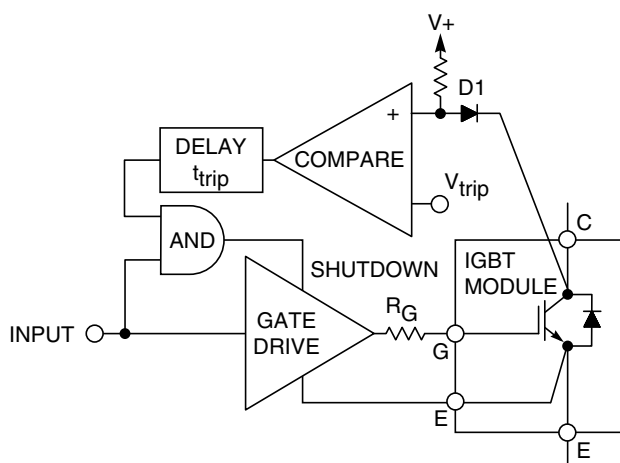 V+
D1
+
DELAY
t_trip
COMPARE
V_trip
C
AND
SHUTDOWN
IGBT
MODULE
R_G
INPUT
GATE
DRIVE
G
E
E